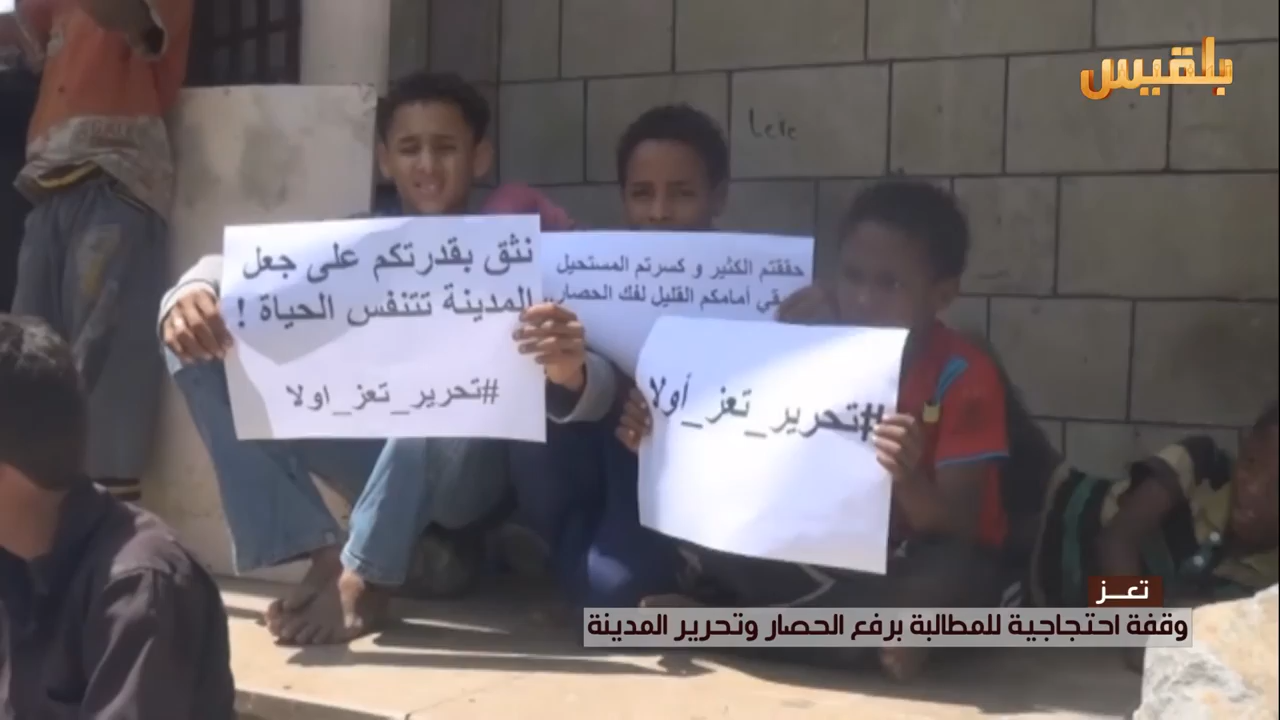 بلقيس
نثق بقدرتكم على جعل
المدينة تتنفس الحياة !
#تحرير_تعز_اولا
حققتم الكثير و كسرتم المستحيل
أمامكم القليل لفك الحصار
#تحرير_تعز_أولا
تعز
وقفة احتجاجية للمطالبة برفع الحصار وتحرير المدينة